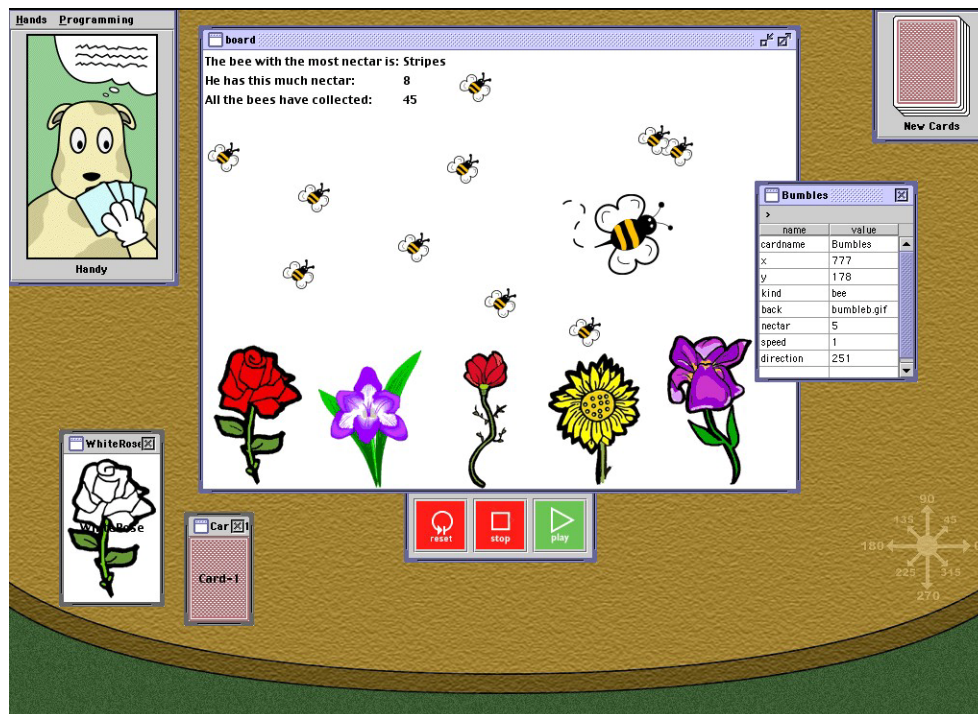 Hands Programming
Handy
board
The bee with the most nectar is: Stripes
He has this much nectar: 8
All the bees have collected: 45
New Cards
Bumbles
>
name value
cardname Bumbles
x 777
y 178
kind bee
back bumbleb.gif
nectar 5
speed 1
direction 251
WhiteRose
WhiteRose
Card-1
reset stop play
90
135 45
180
225 315
270